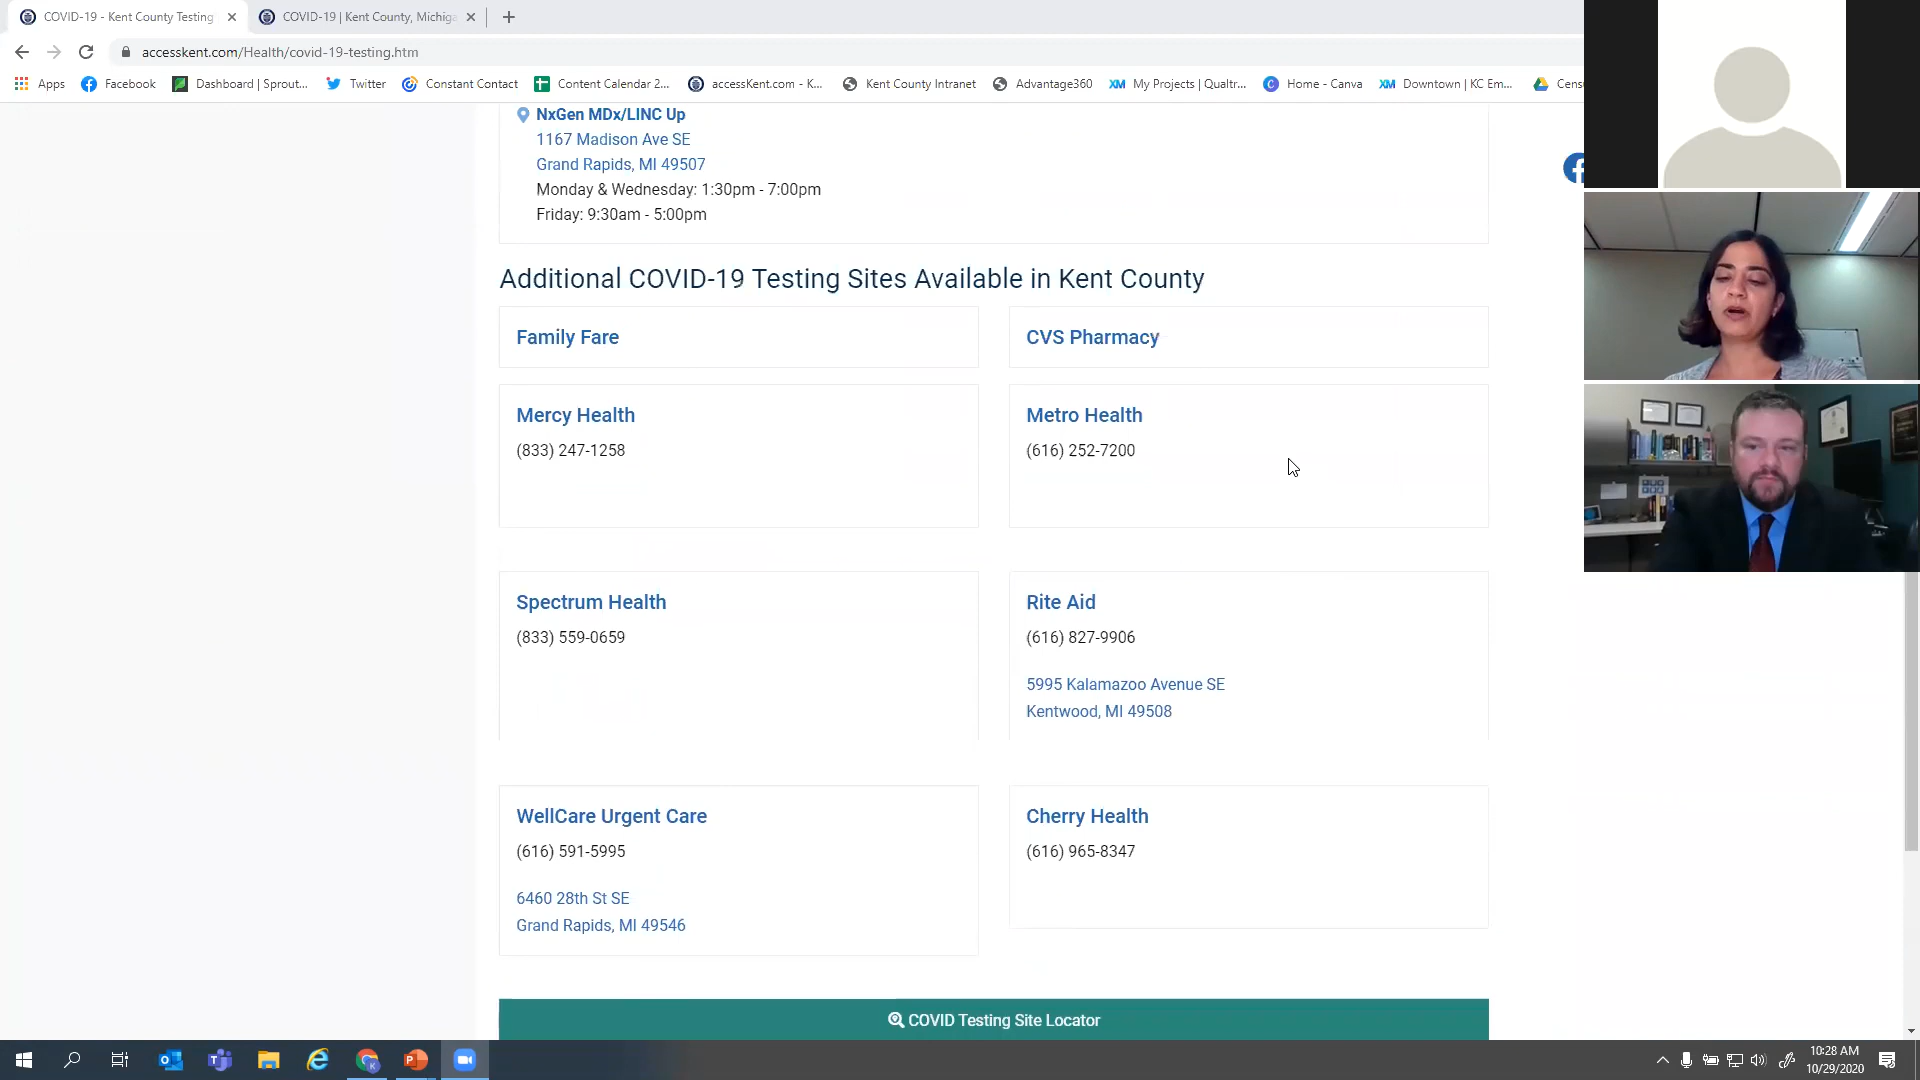 COVID-19 - Kent County Testing
COVID-19 | Kent County, Michiga
accesskent.com/Health/covid-19-testing.htm
Apps
Facebook
Dashboard | Sprout...
Twitter
Constant Contact
Content Calendar 2...
accessKent.com - K...
Kent County Intranet
Advantage360
XM My Projects | Qualtr...
Home - Canva
XM Downtown | KC Em...
Cens
NxGen MDx/LINC Up
1167 Madison Ave SE
Grand Rapids, MI 49507
Monday & Wednesday: 1:30pm - 7:00pm
Friday: 9:30am - 5:00pm
Additional COVID-19 Testing Sites Available in Kent County
Family Fare
CVS Pharmacy
Mercy Health
(833) 247-1258
Metro Health
(616) 252-7200
Spectrum Health
(833) 559-0659
Rite Aid
(616) 827-9906
5995 Kalamazoo Avenue SE
Kentwood, MI 49508
WellCare Urgent Care
(616) 591-5995
6460 28th St SE
Grand Rapids, MI 49546
Cherry Health
(616) 965-8347
COVID Testing Site Locator
10:28 AM
10/29/2020